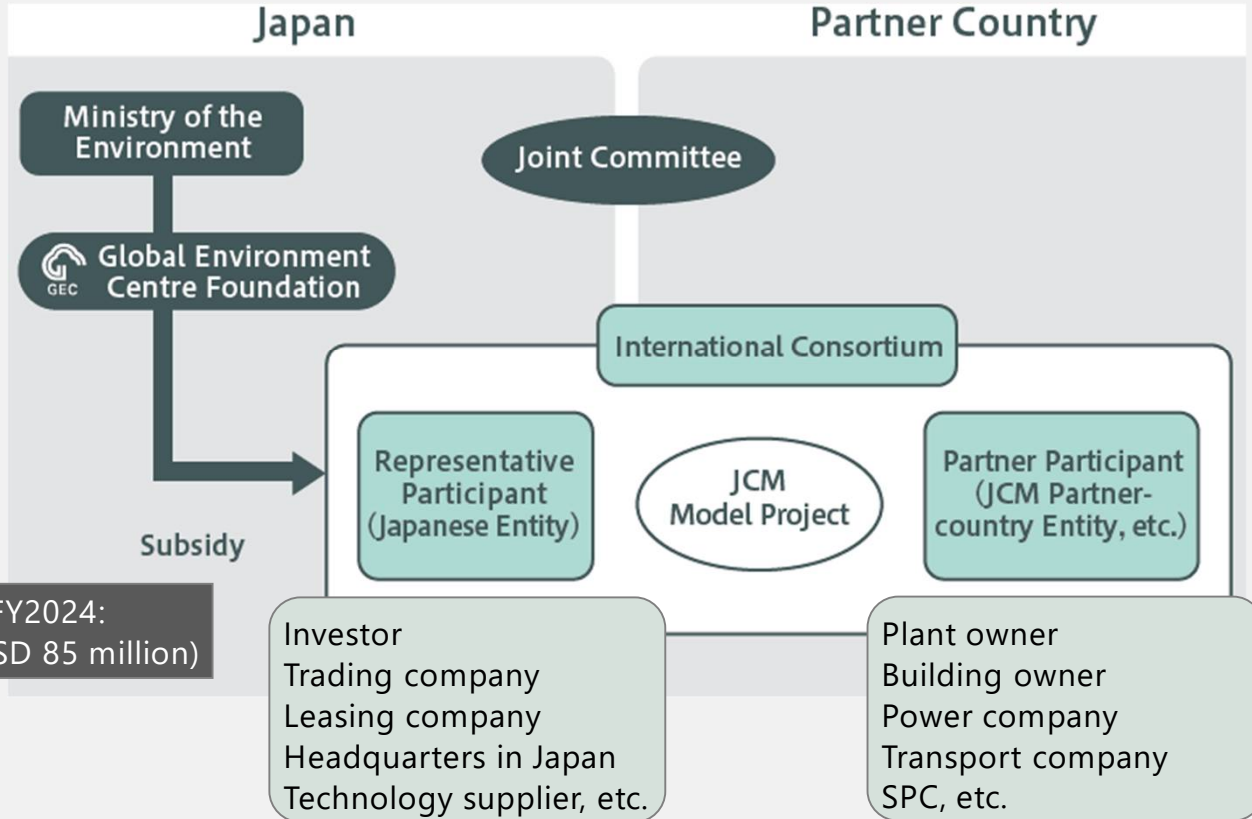 Japan
Partner Country
Ministry of the
Environment
Joint Committee
GEC
Global Environment
Centre Foundation
International Consortium
Representative
Participant
(Japanese Entity)
JCM
Model Project
Partner Participant
(JCM Partner-
country Entity, etc.)
Subsidy
FY2024:
SD 85 million)
Investor
Trading company
Leasing company
Headquarters in Japan
Technology supplier, etc.
Plant owner
Building owner
Power company
Transport company
SPC, etc.